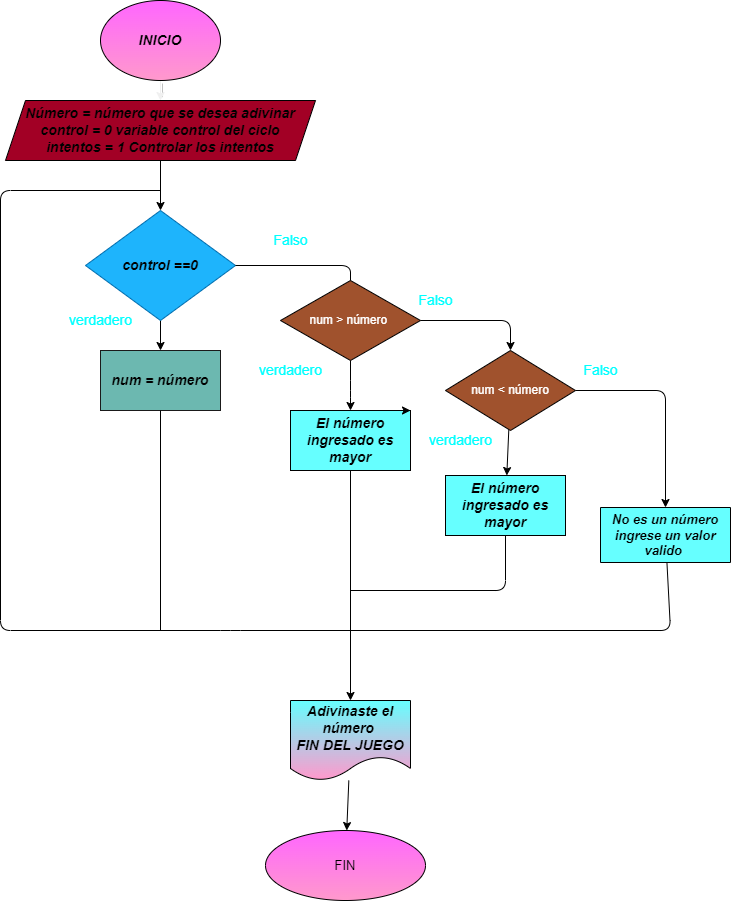 INICIO
Número = número que se desea adivinar
control = 0 variable control del ciclo
intentos = 1 Controlar los intentos
control ==0
Falso
verdadero
num = número
num > número
Falso
verdadero
El número
ingresado es
mayor
num < número
Falso
verdadero
El número
ingresado es
mayor
No es un número
ingrese un valor
valido
Adivinaste el
número
FIN DEL JUEGO
FIN